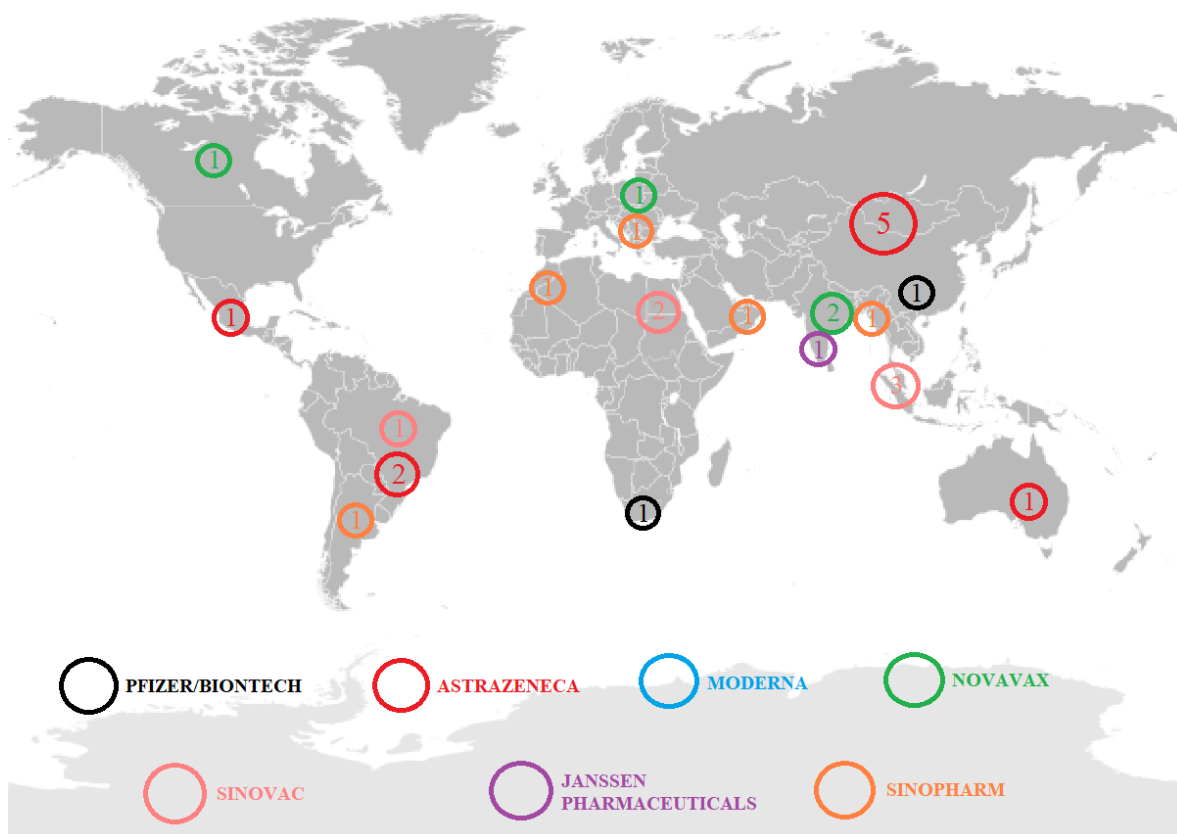 1
1
1
5
1
1
2
1
1
2
1
1
1
3
1
2
1
1
1
PFIZER/BIONTECH
ASTRAZENECA
MODERNA
NOVAVAX
SINOVAC
JANSSEN
PHARMACEUTICALS
SINOPHARM